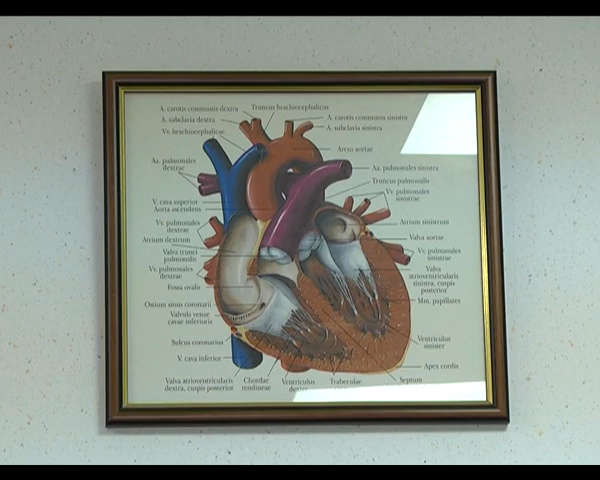 A. carotis communis dextra
Truncus brachiocephalicus
A. subclavia dextra
A. carotis communis sinistra
Vv. brachiocephalicae
A. subclavia sinistra
Arcus aortae
Aa. pulmonales
dextrae
Aa. pulmonales sinistra
Truncus pulmonalis
Vv. pulmonales
sinistrae
V. cava superior
Aorta ascendens
Vv. pulmonales
dextrae
Atrium sinistrum
Atrium dextrum
Valva aortae
Valva trunci
pulmonalis
Vv. pulmonales
sinistrae
Vv. pulmonales
dextrae
Valva
atrioventricularis
sinistra, cuspis
posterior
Fossa ovalis
Mm. papillares
Ostium sinus coronarii
Valvula venae
cavae inferioris
Sulcus coronarius
Ventriculus
sinister
V. cava inferior
Apex cordis
Valva atrioventricularis
dextra, cuspis posterior
Chordae
tendineae
Ventriculus
dexter
Trabeculae
Septum